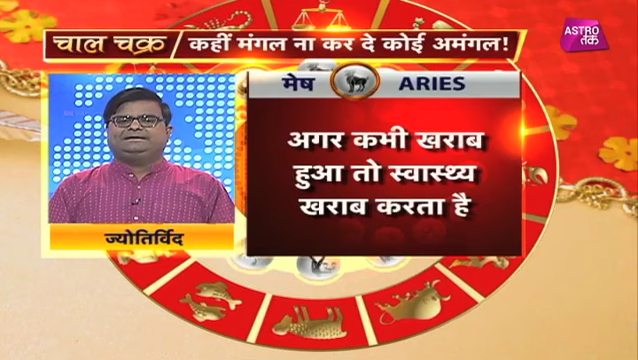 चाल चक्र / कहीं मंगल ना कर दे कोई अमंगल!
ASTRO
तक
मेष ARIES
अगर कभी खराब
हुआ तो स्वास्थ्य
खराब करता है
ज्योतिर्विद